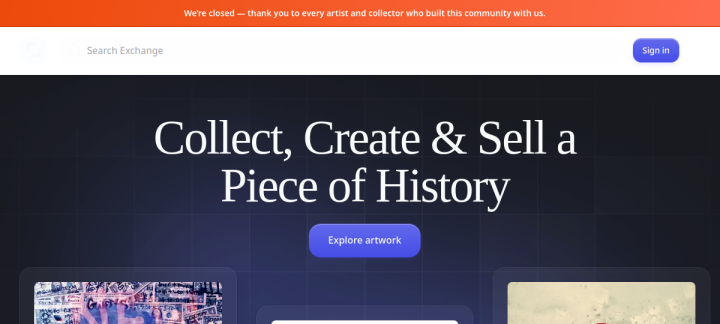 We're closed — thank you to every artist and collector who built this community with us.
Search Exchange
Sign in
Collect, Create & Sell a
Piece of History
Explore artwork